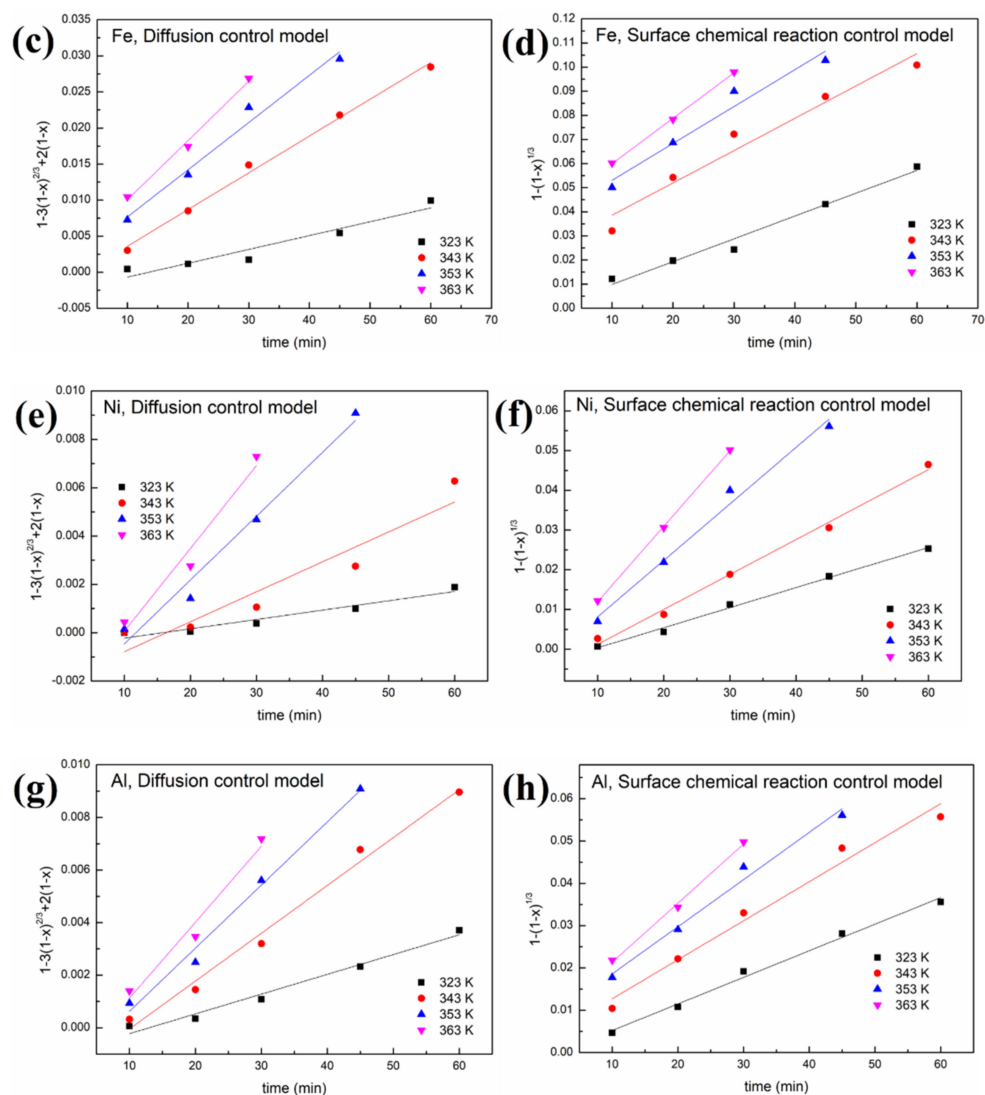 (c)
Fe, Diffusion control model
1-3(1-x)^2/3+2(1-x)
0.030
0.025
0.020
0.015
0.010
0.005
0.000
-0.005
323 K
343 K
353 K
363 K
10 20 30 40 50 60 70
time (min)
(d)
Fe, Surface chemical reaction control model
1-(1-x)^1/3
0.12
0.11
0.10
0.09
0.08
0.07
0.06
0.05
0.04
0.03
0.02
0.01
0.00
323 K
343 K
353 K
363 K
10 20 30 40 50 60 70
time (min)
(e)
Ni, Diffusion control model
1-3(1-x)^2/3+2(1-x)
0.010
0.008
0.006
0.004
0.002
0.000
-0.002
323 K
343 K
353 K
363 K
10 20 30 40 50 60
time (min)
(f)
Ni, Surface chemical reaction control model
1-(1-x)^1/3
0.06
0.05
0.04
0.03
0.02
0.01
0.00
323 K
343 K
353 K
363 K
10 20 30 40 50 60
time (min)
(g)
Al, Diffusion control model
1-3(1-x)^2/3+2(1-x)
0.010
0.008
0.006
0.004
0.002
0.000
323 K
343 K
353 K
363 K
10 20 30 40 50 60
time (min)
(h)
Al, Surface chemical reaction control model
1-(1-x)^1/3
0.06
0.05
0.04
0.03
0.02
0.01
0.00
323 K
343 K
353 K
363 K
10 20 30 40 50 60
time (min)